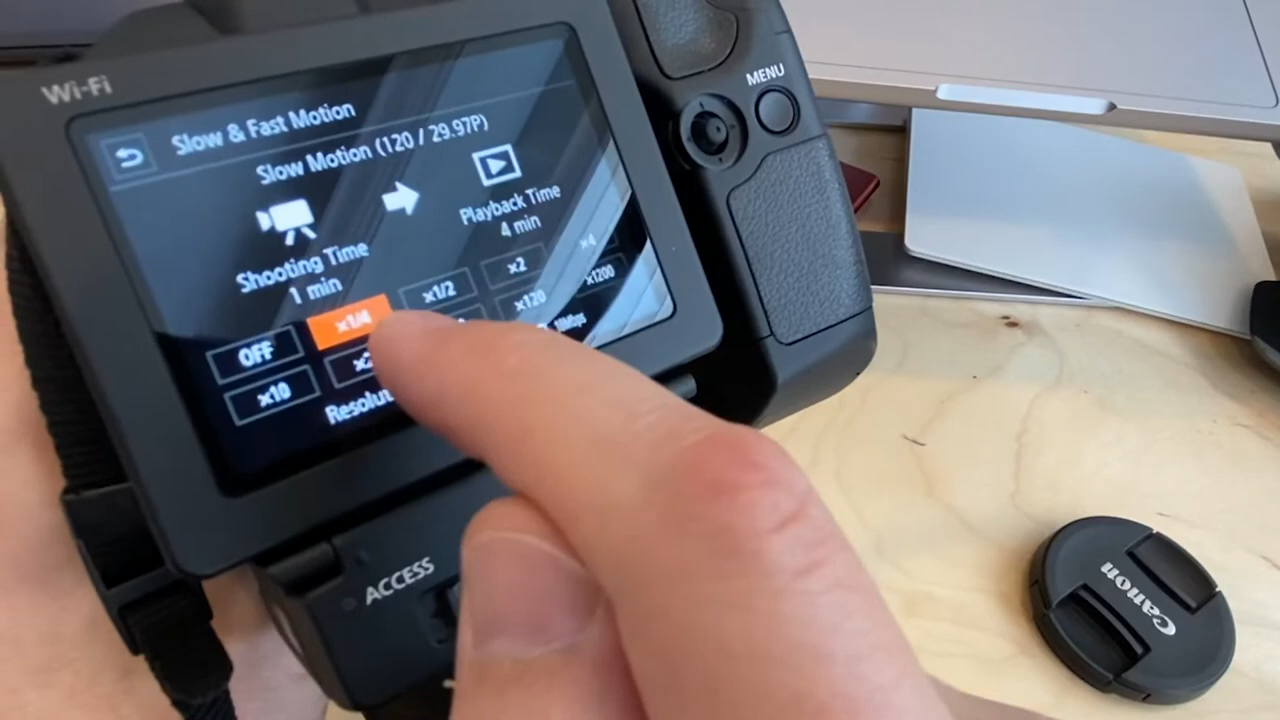 Wi-Fi
MENU
Slow & Fast Motion
Slow Motion (120 / 29.97P)
Shooting Time
1 min
Playback Time
4 min
OFF
x1/4
x1/2
x2
x4
x10
x120
x1200
ACCESS
Canon